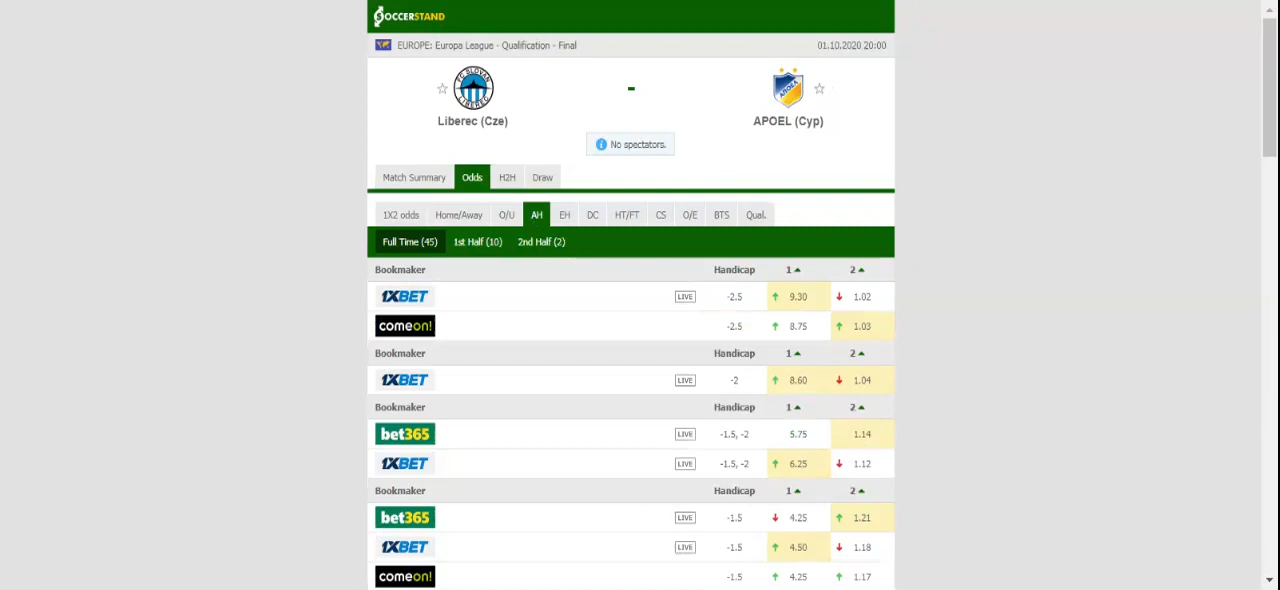 SOCCERSTAND
EUROPE: Europa League - Qualification - Final 01.10.2020 20:00
FC SLOVAN LIBEREC
ΑΠΟΕΛ
-
Liberec (Cze) APOEL (Cyp)
i No spectators.
Match Summary Odds H2H Draw
1X2 odds Home/Away O/U AH EH DC HT/FT CS O/E BTS Qual.
Full Time (45) 1st Half (10) 2nd Half (2)
Bookmaker Handicap 1 2
1XBET LIVE -2.5 9.30 1.02
comeon! -2.5 8.75 1.03
Bookmaker Handicap 1 2
1XBET LIVE -2 8.60 1.04
Bookmaker Handicap 1 2
bet365 LIVE -1.5, -2 5.75 1.14
1XBET LIVE -1.5, -2 6.25 1.12
Bookmaker Handicap 1 2
bet365 LIVE -1.5 4.25 1.21
1XBET LIVE -1.5 4.50 1.18
comeon! -1.5 4.25 1.17